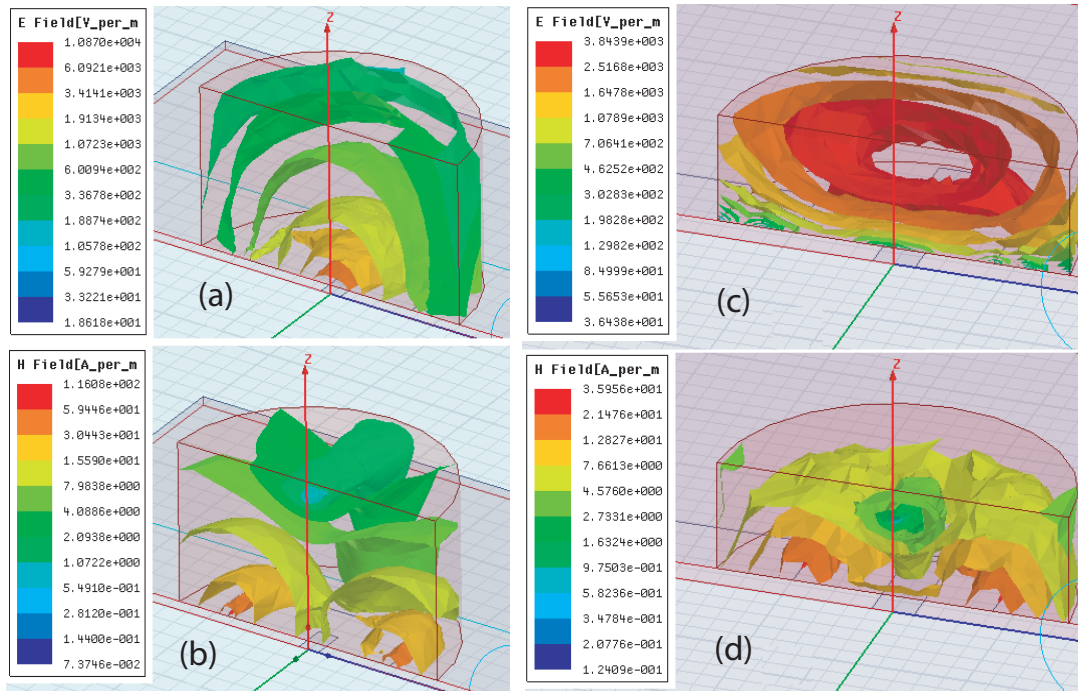 E Field[V_per_m
1.0870e+004
6.0921e+003
3.4141e+003
1.9134e+003
1.0723e+003
6.0094e+002
3.3678e+002
1.8874e+002
1.0578e+002
5.9279e+001
3.3221e+001
1.8618e+001
Z
(a)
E Field[V_per_m
3.8439e+003
2.5168e+003
1.6478e+003
1.0789e+003
7.0641e+002
4.6252e+002
3.0283e+002
1.9828e+002
1.2982e+002
8.4999e+001
5.5653e+001
3.6438e+001
Z
(c)
H Field[A_per_m
1.1608e+002
5.9446e+001
3.0443e+001
1.5590e+001
7.9838e+000
4.0886e+000
2.0938e+000
1.0722e+000
5.4910e-001
2.8120e-001
1.4400e-001
7.3746e-002
Z
(b)
H Field[A_per_m
3.5956e+001
2.1476e+001
1.2827e+001
7.6613e+000
4.5760e+000
2.7331e+000
1.6324e+000
9.7503e-001
5.8236e-001
3.4784e-001
2.0776e-001
1.2409e-001
Z
(d)